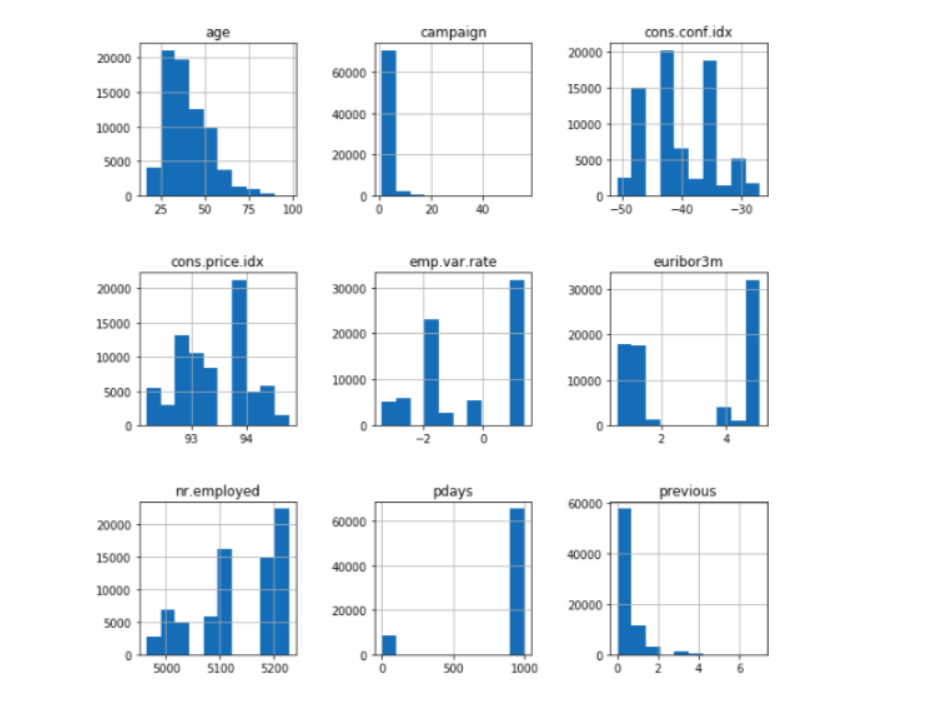 age campaign cons.conf.idx
20000 60000 20000
15000 40000 15000
10000 20000 10000
5000 5000
0 0 0
25 50 75 100 0 20 40 −50 −40 −30
cons.price.idx emp.var.rate euribor3m
20000 30000 30000
15000 20000 20000
10000 10000 10000
5000
0 0 0
93 94 −2 0 2 4
nr.employed pdays previous
20000 60000 60000
15000 40000 40000
10000 20000 20000
5000
0 0 0
5000 5100 5200 0 500 1000 0 2 4 6